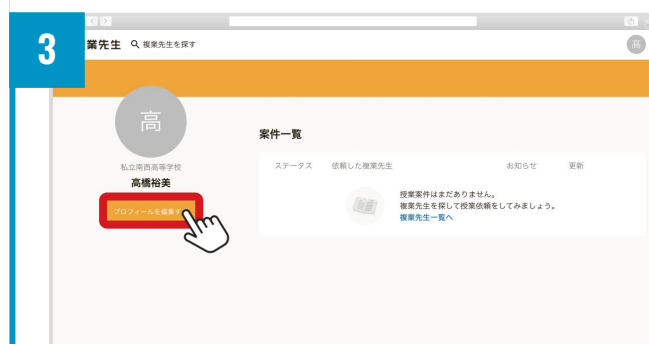 3
業先生
複業先生を探す
高
高
私立南西高等学校
高橋裕美
プロフィールを編集す
案件一覧
ステータス 依頼した複業先生 お知らせ 更新
授業案件はまだありません。
複業先生を探して授業依頼をしてみましょう。
複業先生一覧へ